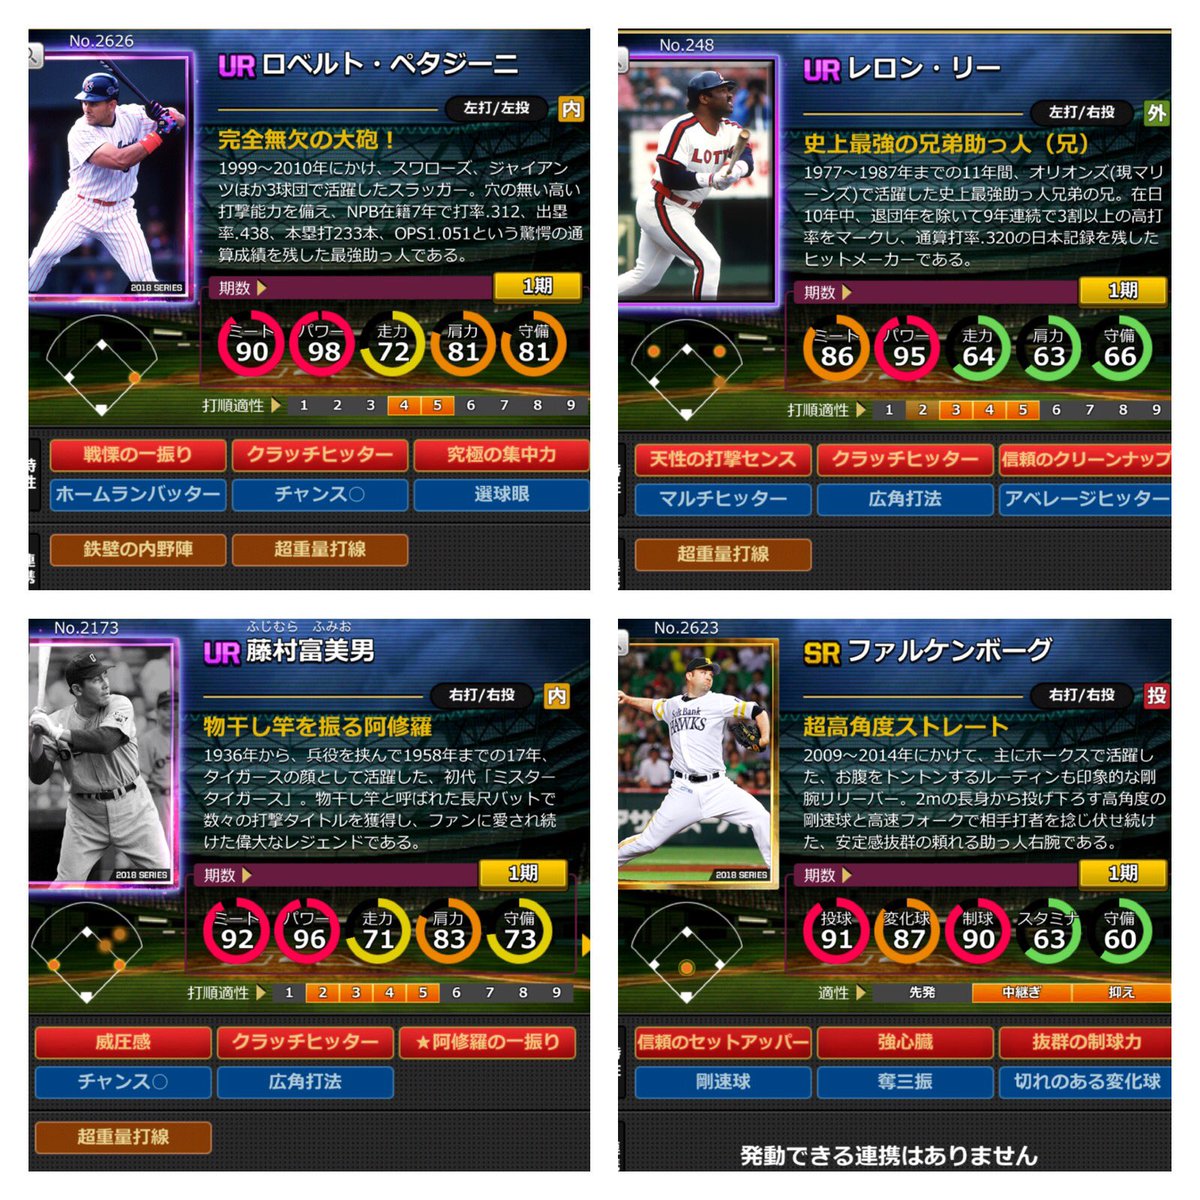 No.2626
UR ロベルト・ペタジーニ
左打/左投 内
完全無欠の大砲！
1999〜2010年にかけ、スワローズ、ジャイアン
ツほか3球団で活躍したスラッガー。穴の無い高い
打撃能力を備え、NPB在籍7年で打率.312、出塁
率.438、本塁打233本、OPS1.051という驚愕の通
算成績を残した最強助っ人である。
2018 SERIES
期数 1期
ミート パワー 走力 肩力 守備
90 98 72 81 81
打順適性 1 2 3 4 5 6 7 8 9
戦慄の一振り クラッチヒッター 究極の集中力
ホームランバッター チャンス○ 選球眼
鉄壁の内野陣 超重量打線
No.248
UR レロン・リー
左打/右投 外
史上最強の兄弟助っ人（兄）
1977〜1987年までの11年間、オリオンズ(現マリ
ーンズ)で活躍した史上最強助っ人兄弟の兄。在日
10年中、退団年を除いて9年連続で3割以上の高打
率をマークし、通算打率.320の日本記録を残した
ヒットメーカーである。
LOTT
期数 1期
ミート パワー 走力 肩力 守備
86 95 64 63 66
打順適性 1 2 3 4 5 6 7 8 9
天性の打撃センス クラッチヒッター 信頼のクリーンナップ
マルチヒッター 広角打法 アベレージヒッター
超重量打線
No.2173
ふじむら ふみお
UR 藤村富美男
右打/右投 内
物干し竿を振る阿修羅
1936年から、兵役を挟んで1958年までの17年、
タイガースの顔として活躍した、初代「ミスター
タイガース」。物干し竿と呼ばれた長尺バットで
数々の打撃タイトルを獲得し、ファンに愛され続
けた偉大なレジェンドである。
2018 SERIES
期数 1期
ミート パワー 走力 肩力 守備
92 96 71 83 73
打順適性 1 2 3 4 5 6 7 8 9
威圧感 クラッチヒッター ★阿修羅の一振り
チャンス○ 広角打法
超重量打線
No.2623
SR ファルケンボーグ
右打/右投 投
超高角度ストレート
2009〜2014年にかけて、主にホークスで活躍し
た、お腹をトントンするルーティンも印象的な剛
腕リリーバー。2mの長身から投げ下ろす高角度の
剛速球と高速フォークで相手打者を捻じ伏せ続け
た、安定感抜群の頼れる助っ人右腕である。
SoftBank
HAWKS
2018 SERIES
期数 1期
投球 変化球 制球 スタミナ 守備
91 87 90 63 60
適性 先発 中継ぎ 抑え
信頼のセットアッパー 強心臓 抜群の制球力
剛速球 奪三振 切れのある変化球
発動できる連携はありません